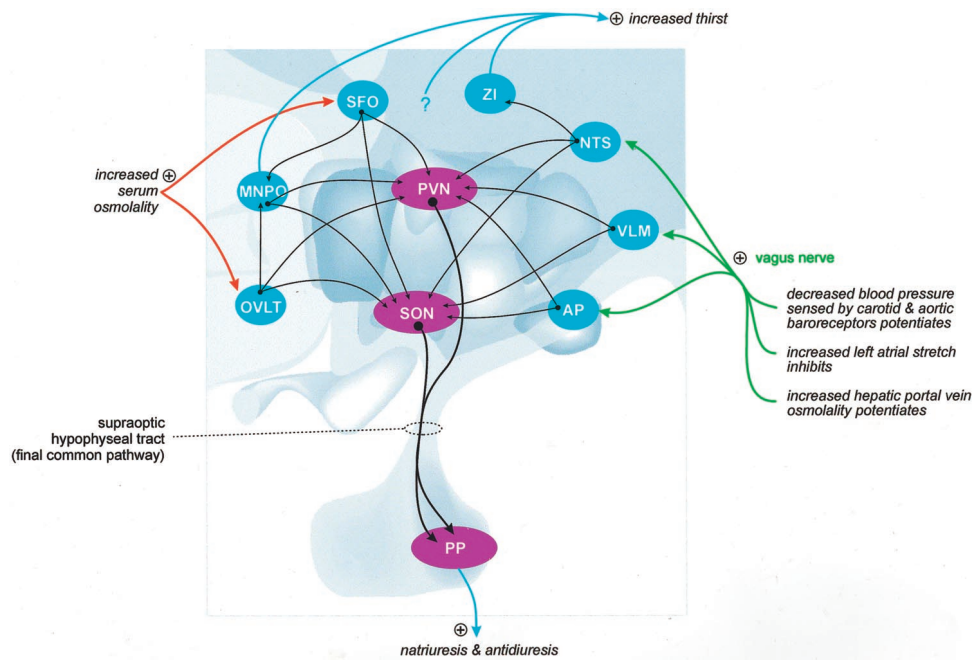 ⊕ increased thirst
SFO
?
ZI
NTS
increased ⊕
serum
osmolality
MNPO
PVN
VLM
⊕ vagus nerve
OVLT
SON
AP
decreased blood pressure
sensed by carotid & aortic
baroreceptors potentiates
increased left atrial stretch
inhibits
increased hepatic portal vein
osmolality potentiates
supraoptic
hypophyseal tract
(final common pathway)
PP
⊕
natriuresis & antidiuresis